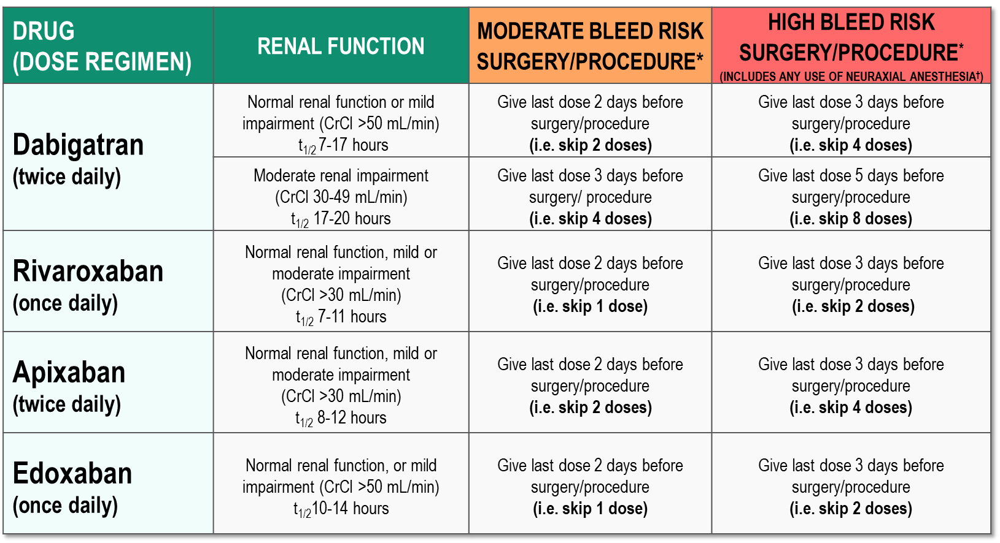 DRUG
(DOSE REGIMEN)
RENAL FUNCTION
MODERATE BLEED RISK
SURGERY/PROCEDURE*
HIGH BLEED RISK
SURGERY/PROCEDURE*
(INCLUDES ANY USE OF NEURAXIAL ANESTHESIA†)
Dabigatran
(twice daily)
Normal renal function or mild
impairment (CrCl >50 mL/min)
t1/2 7-17 hours
Give last dose 2 days before
surgery/procedure
(i.e. skip 2 doses)
Give last dose 3 days before
surgery/procedure
(i.e. skip 4 doses)
Moderate renal impairment
(CrCl 30-49 mL/min)
t1/2 17-20 hours
Give last dose 3 days before
surgery/ procedure
(i.e. skip 4 doses)
Give last dose 5 days before
surgery/procedure
(i.e. skip 8 doses)
Rivaroxaban
(once daily)
Normal renal function, mild or
moderate impairment
(CrCl >30 mL/min)
t1/2 7-11 hours
Give last dose 2 days before
surgery/procedure
(i.e. skip 1 dose)
Give last dose 3 days before
surgery/procedure
(i.e. skip 2 doses)
Apixaban
(twice daily)
Normal renal function, mild or
moderate impairment
(CrCl >30 mL/min)
t1/2 8-12 hours
Give last dose 2 days before
surgery/procedure
(i.e. skip 2 doses)
Give last dose 3 days before
surgery/procedure
(i.e. skip 4 doses)
Edoxaban
(once daily)
Normal renal function, or mild
impairment (CrCl >50 mL/min)
t1/2 10-14 hours
Give last dose 2 days before
surgery/procedure
(i.e. skip 1 dose)
Give last dose 3 days before
surgery/procedure
(i.e. skip 2 doses)